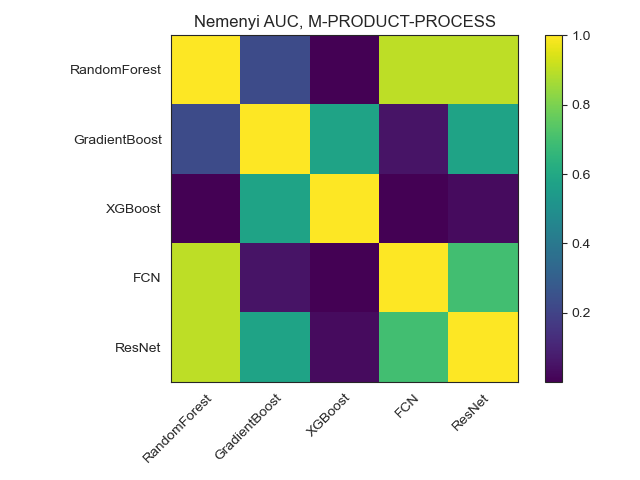 Nemenyi AUC, M-PRODUCT-PROCESS
RandomForest
GradientBoost
XGBoost
FCN
ResNet
RandomForest
GradientBoost
XGBoost
FCN
ResNet
1.0
0.8
0.6
0.4
0.2